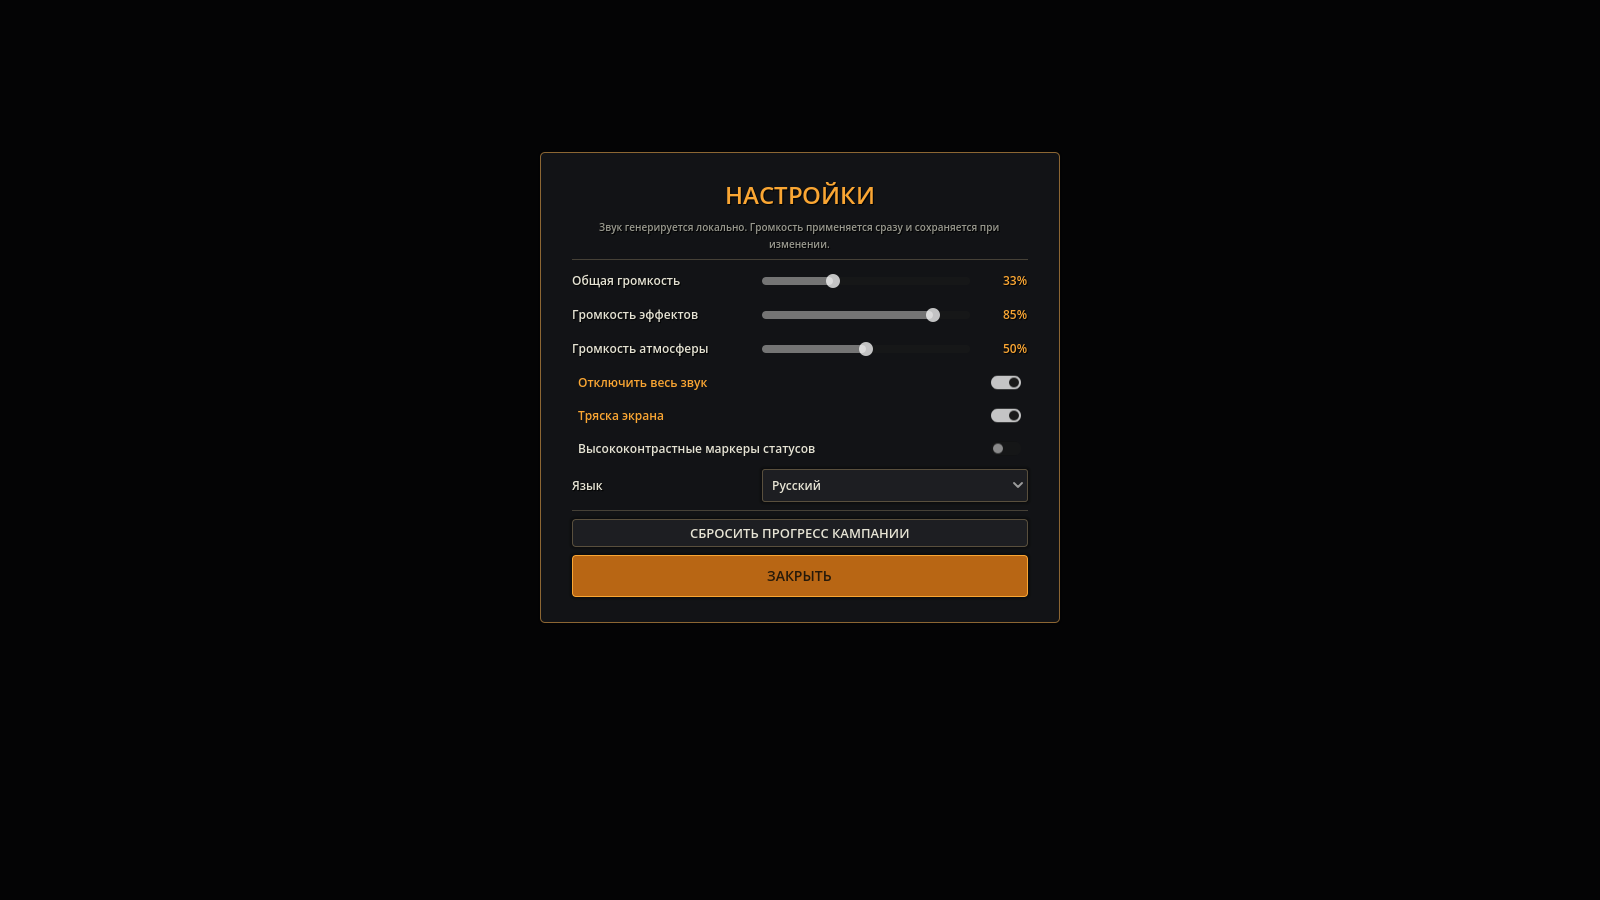 НАСТРОЙКИ
Звук генерируется локально. Громкость применяется сразу и сохраняется при
изменении.
Общая громкость 33%
Громкость эффектов 85%
Громкость атмосферы 50%
Отключить весь звук
Тряска экрана
Высококонтрастные маркеры статусов
Язык Русский
СБРОСИТЬ ПРОГРЕСС КАМПАНИИ
ЗАКРЫТЬ